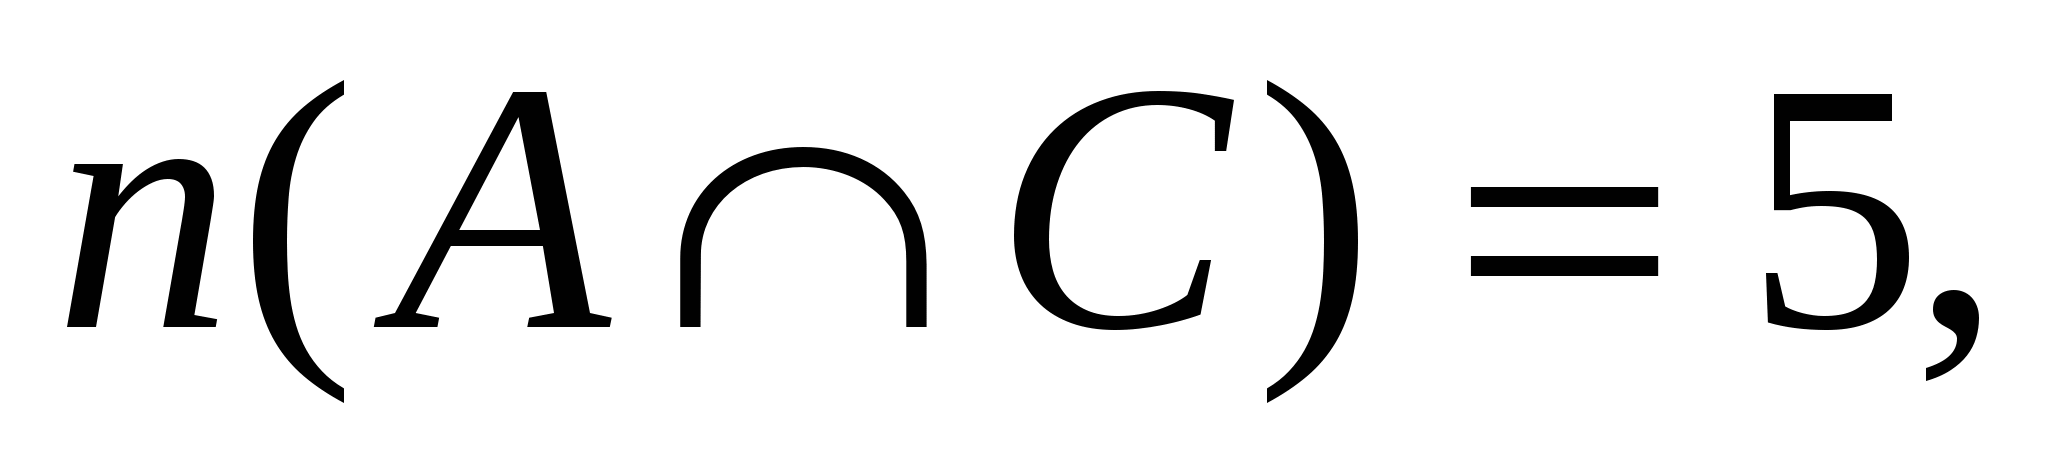 n(A ∩ C) = 5,